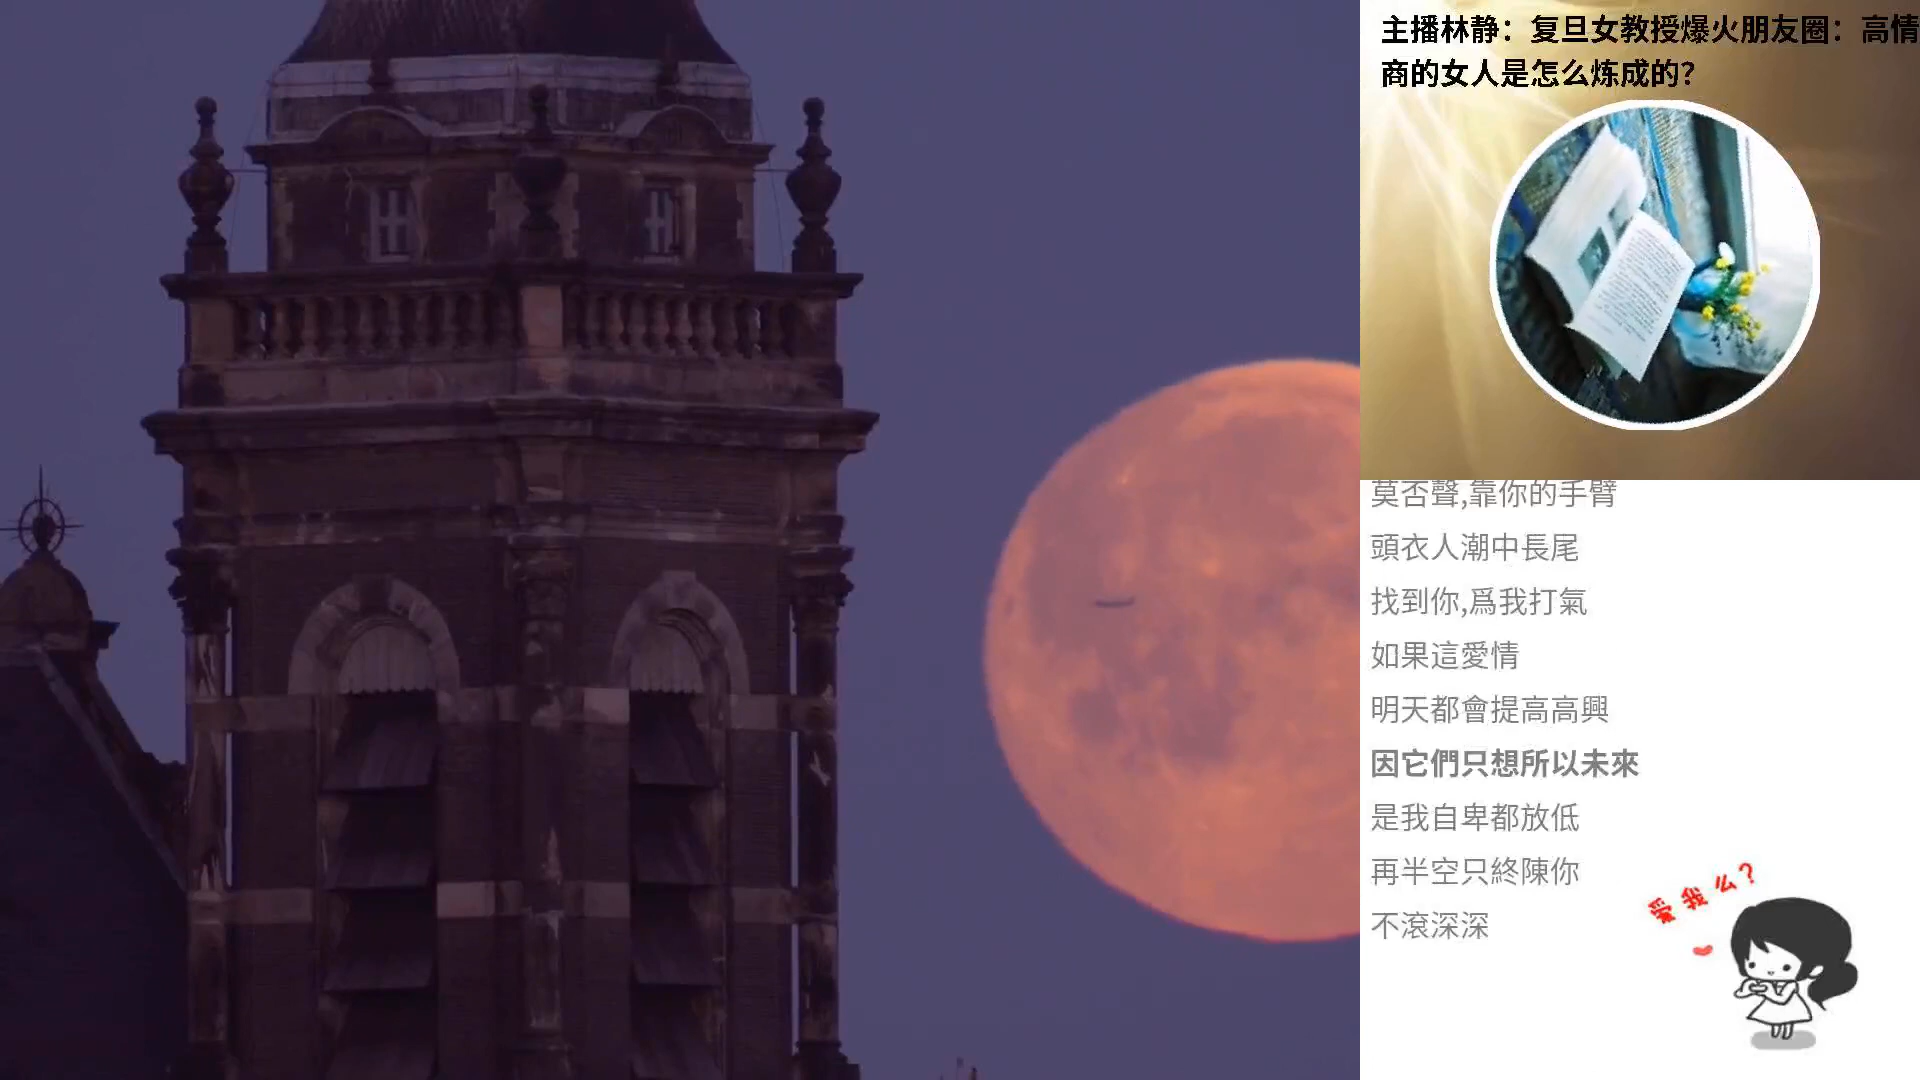 主播林静：复旦女教授爆火朋友圈：高情
商的女人是怎么炼成的？
莫否聲,靠你的手臂
頭衣人潮中長尾
找到你,爲我打氣
如果這愛情
明天都會提高高興
因它們只想所以未來
是我自卑都放低
再半空只終陳你
不滾深深
爱我么？